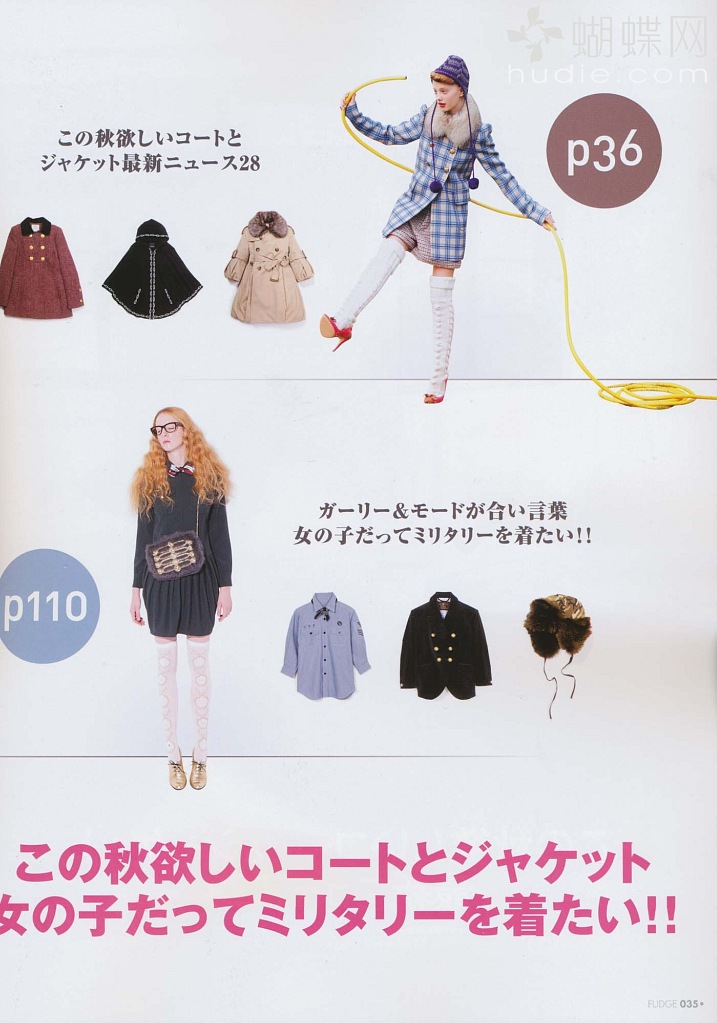 蝴蝶网
hudie.com
p36
この秋欲しいコートと
ジャケット最新ニュース28
ガーリー&モードが合い言葉
女の子だってミリタリーを着たい!!
p110
この秋欲しいコートとジャケット
女の子だってミリタリーを着たい!!
FUDGE 035